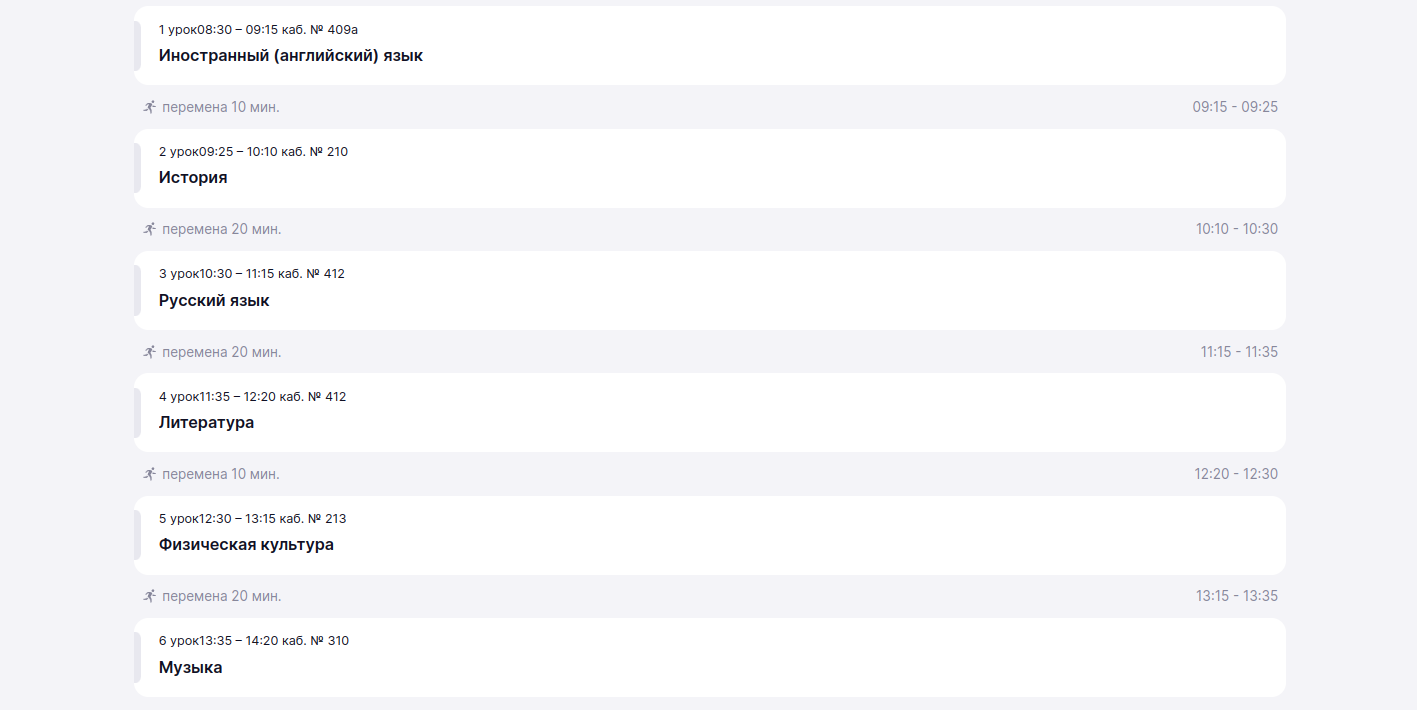 1 урок08:30 – 09:15 каб. № 409а
Иностранный (английский) язык
перемена 10 мин. 09:15 - 09:25
2 урок09:25 – 10:10 каб. № 210
История
перемена 20 мин. 10:10 - 10:30
3 урок10:30 – 11:15 каб. № 412
Русский язык
перемена 20 мин. 11:15 - 11:35
4 урок11:35 – 12:20 каб. № 412
Литература
перемена 10 мин. 12:20 - 12:30
5 урок12:30 – 13:15 каб. № 213
Физическая культура
перемена 20 мин. 13:15 - 13:35
6 урок13:35 – 14:20 каб. № 310
Музыка